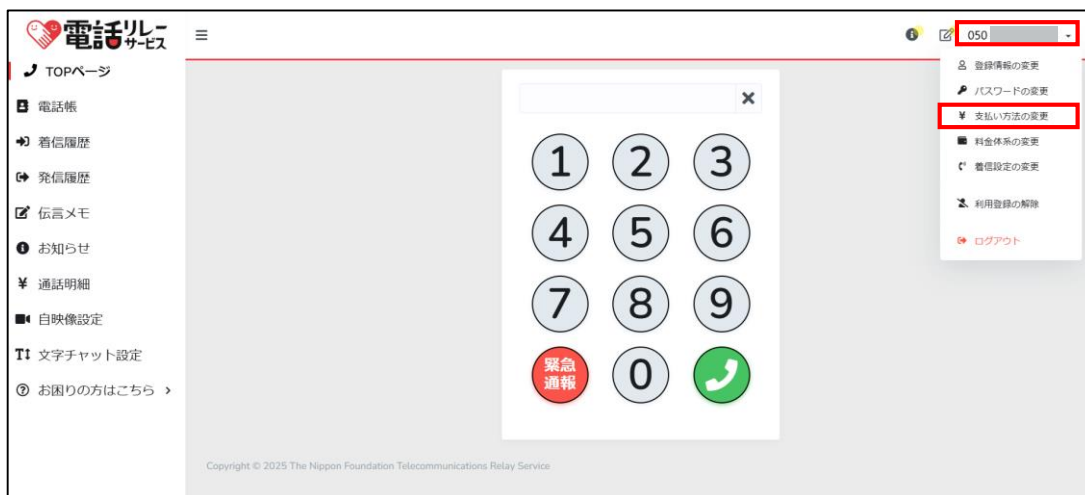 電話リレーサービス
050
TOPページ
電話帳
着信履歴
発信履歴
伝言メモ
お知らせ
通話明細
自映像設定
文字チャット設定
お困りの方はこちら
1 2 3
4 5 6
7 8 9
緊急通報 0
登録情報の変更
パスワードの変更
支払い方法の変更
料金体系の変更
着信設定の変更
利用登録の解除
ログアウト
Copyright © 2025 The Nippon Foundation Telecommunications Relay Service